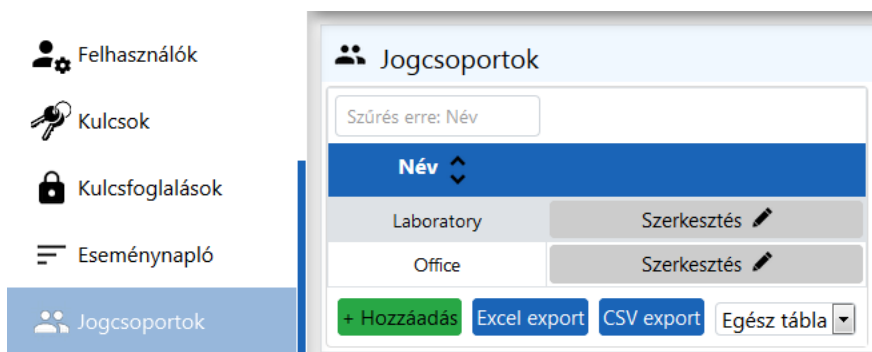 Felhasználók
Kulcsok
Kulcsfoglalások
Eseménynapló
Jogcsoportok
Jogcsoportok
Szűrés erre: Név
Név
Laboratory Szerkesztés
Office Szerkesztés
+ Hozzáadás Excel export CSV export Egész tábla